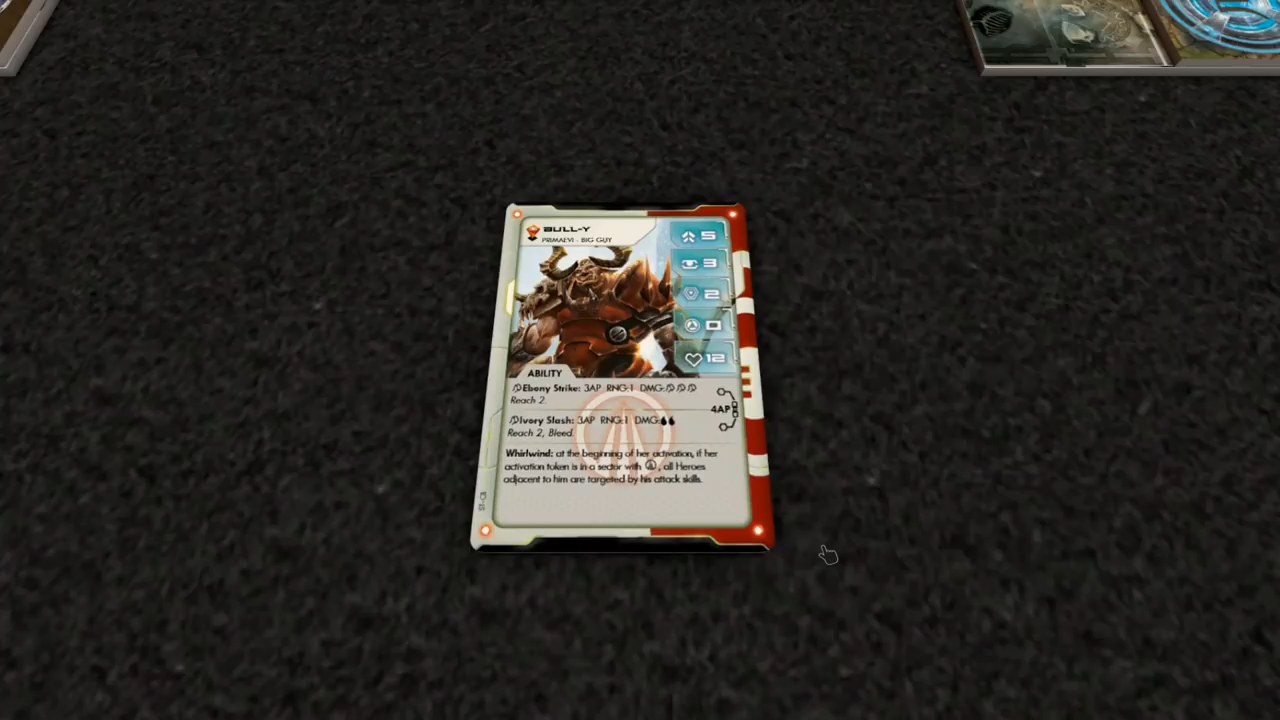 BULL-Y
PRIMAEVI - BIG GUY
5
3
2
0
12
ABILITY
Ebony Strike: 3AP RNG:1 DMG:
Reach 2.
4AP
Ivory Slash: 3AP RNG:1 DMG:
Reach 2, Bleed.
Whirlwind: at the beginning of her activation, if her
activation token is in a sector with , all Heroes
adjacent to him are targeted by his attack skills.